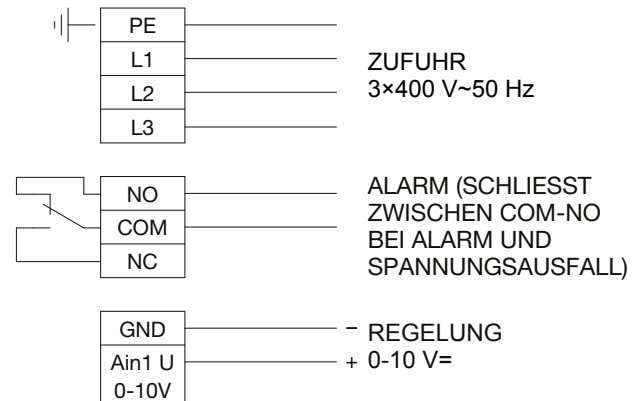 PE
L1
L2
L3
ZUFUHR
3×400 V~50 Hz
NO
COM
NC
ALARM (SCHLIESST
ZWISCHEN COM-NO
BEI ALARM UND
SPANNUNGSAUSFALL)
GND
Ain1 U
0-10V
− REGELUNG
+ 0-10 V=